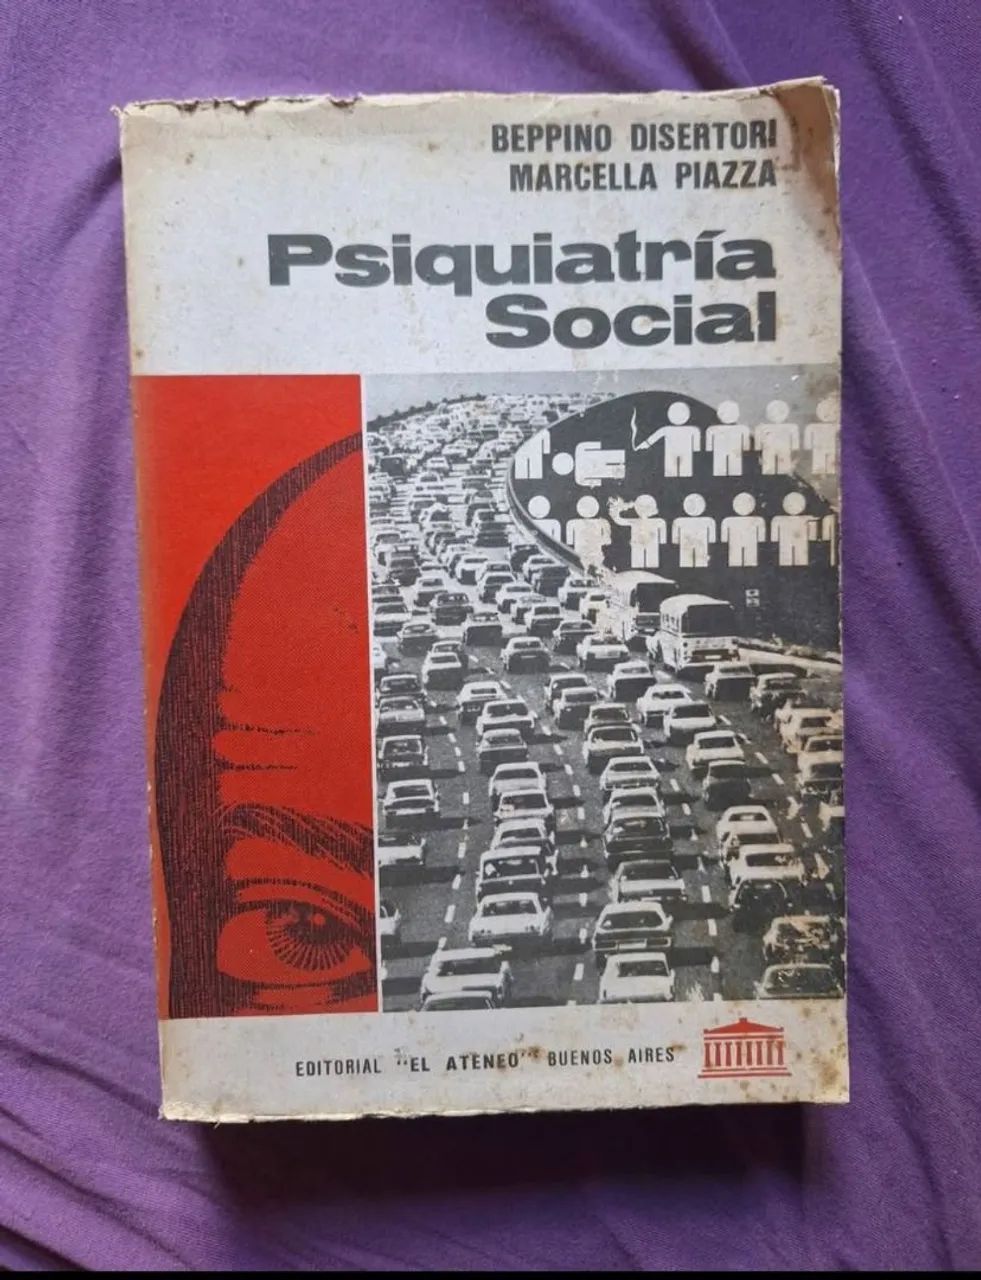 BEPPINO DISERTORI
MARCELLA PIAZZA
Psiquiatría
Social
EDITORIAL "EL ATENEO" BUENOS AIRES